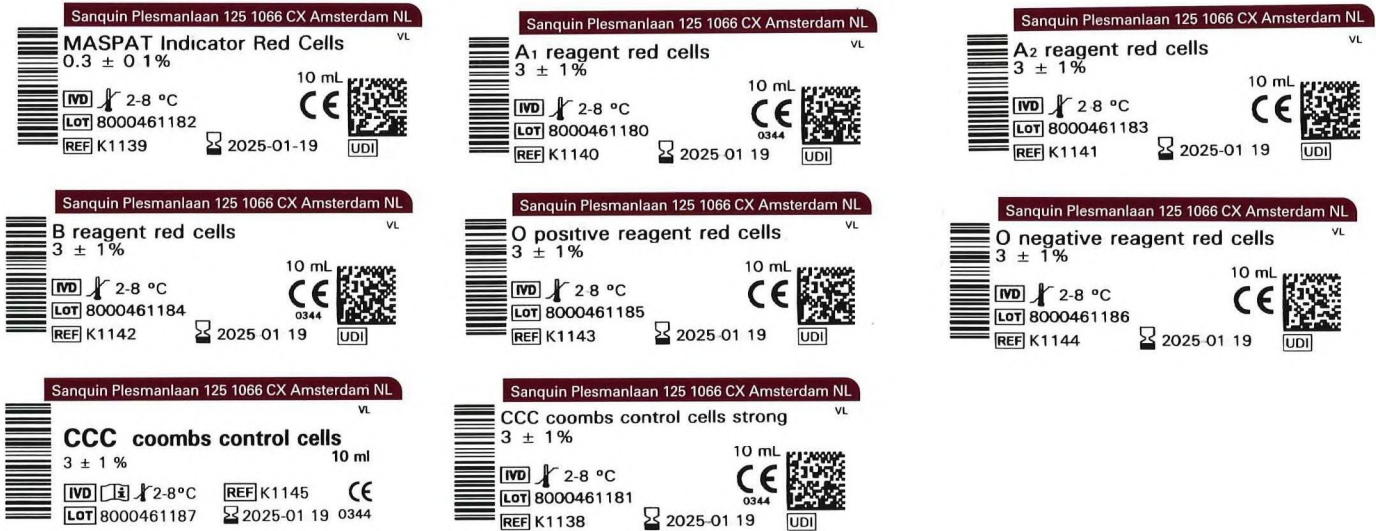 Sanquin Plesmanlaan 125 1066 CX Amsterdam NL
MASPAT Indicator Red Cells
VL
0.3 ± 0 1%
10 mL
IVD 2-8 °C
CE
LOT 8000461182
REF K1139
2025-01-19
UDI
Sanquin Plesmanlaan 125 1066 CX Amsterdam NL
A1 reagent red cells
VL
3 ± 1%
10 mL
IVD 2-8 °C
CE
0344
LOT 8000461180
REF K1140
2025-01 19
UDI
Sanquin Plesmanlaan 125 1066 CX Amsterdam NL
A2 reagent red cells
VL
3 ± 1%
10 mL
IVD 2 8 °C
CE
LOT 8000461183
REF K1141
2025-01 19
UDI
Sanquin Plesmanlaan 125 1066 CX Amsterdam NL
B reagent red cells
VL
3 ± 1%
10 mL
IVD 2-8 °C
CE
0344
LOT 8000461184
REF K1142
2025-01 19
UDI
Sanquin Plesmanlaan 125 1066 CX Amsterdam NL
O positive reagent red cells
VL
3 ± 1%
10 mL
IVD 2 8 °C
CE
0344
LOT 8000461185
REF K1143
2025-01 19
UDI
Sanquin Plesmanlaan 125 1066 CX Amsterdam NL
O negative reagent red cells
VL
3 ± 1%
10 mL
IVD 2-8 °C
CE
LOT 8000461186
REF K1144
2025-01 19
UDI
Sanquin Plesmanlaan 125 1066 CX Amsterdam NL
VL
CCC coombs control cells
3 ± 1 %
10 ml
IVD 2-8°C
REF K1145
CE
LOT 8000461187
2025-01 19
0344
Sanquin Plesmanlaan 125 1066 CX Amsterdam NL
CCC coombs control cells strong
VL
3 ± 1%
10 mL
IVD 2-8 °C
CE
0344
LOT 8000461181
REF K1138
2025-01 19
UDI